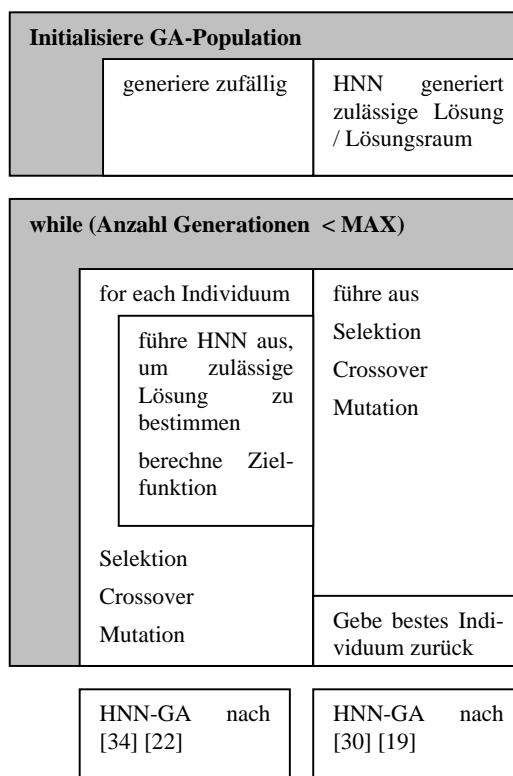 Initialisiere GA-Population
generiere zufällig
HNN generiert
zulässige Lösung
/ Lösungsraum
while (Anzahl Generationen < MAX)
for each Individuum
führe HNN aus,
um zulässige
Lösung zu
bestimmen
berechne Ziel-
funktion
Selektion
Crossover
Mutation
führe aus
Selektion
Crossover
Mutation
Gebe bestes Indi-
viduum zurück
HNN-GA nach
[34] [22]
HNN-GA nach
[30] [19]